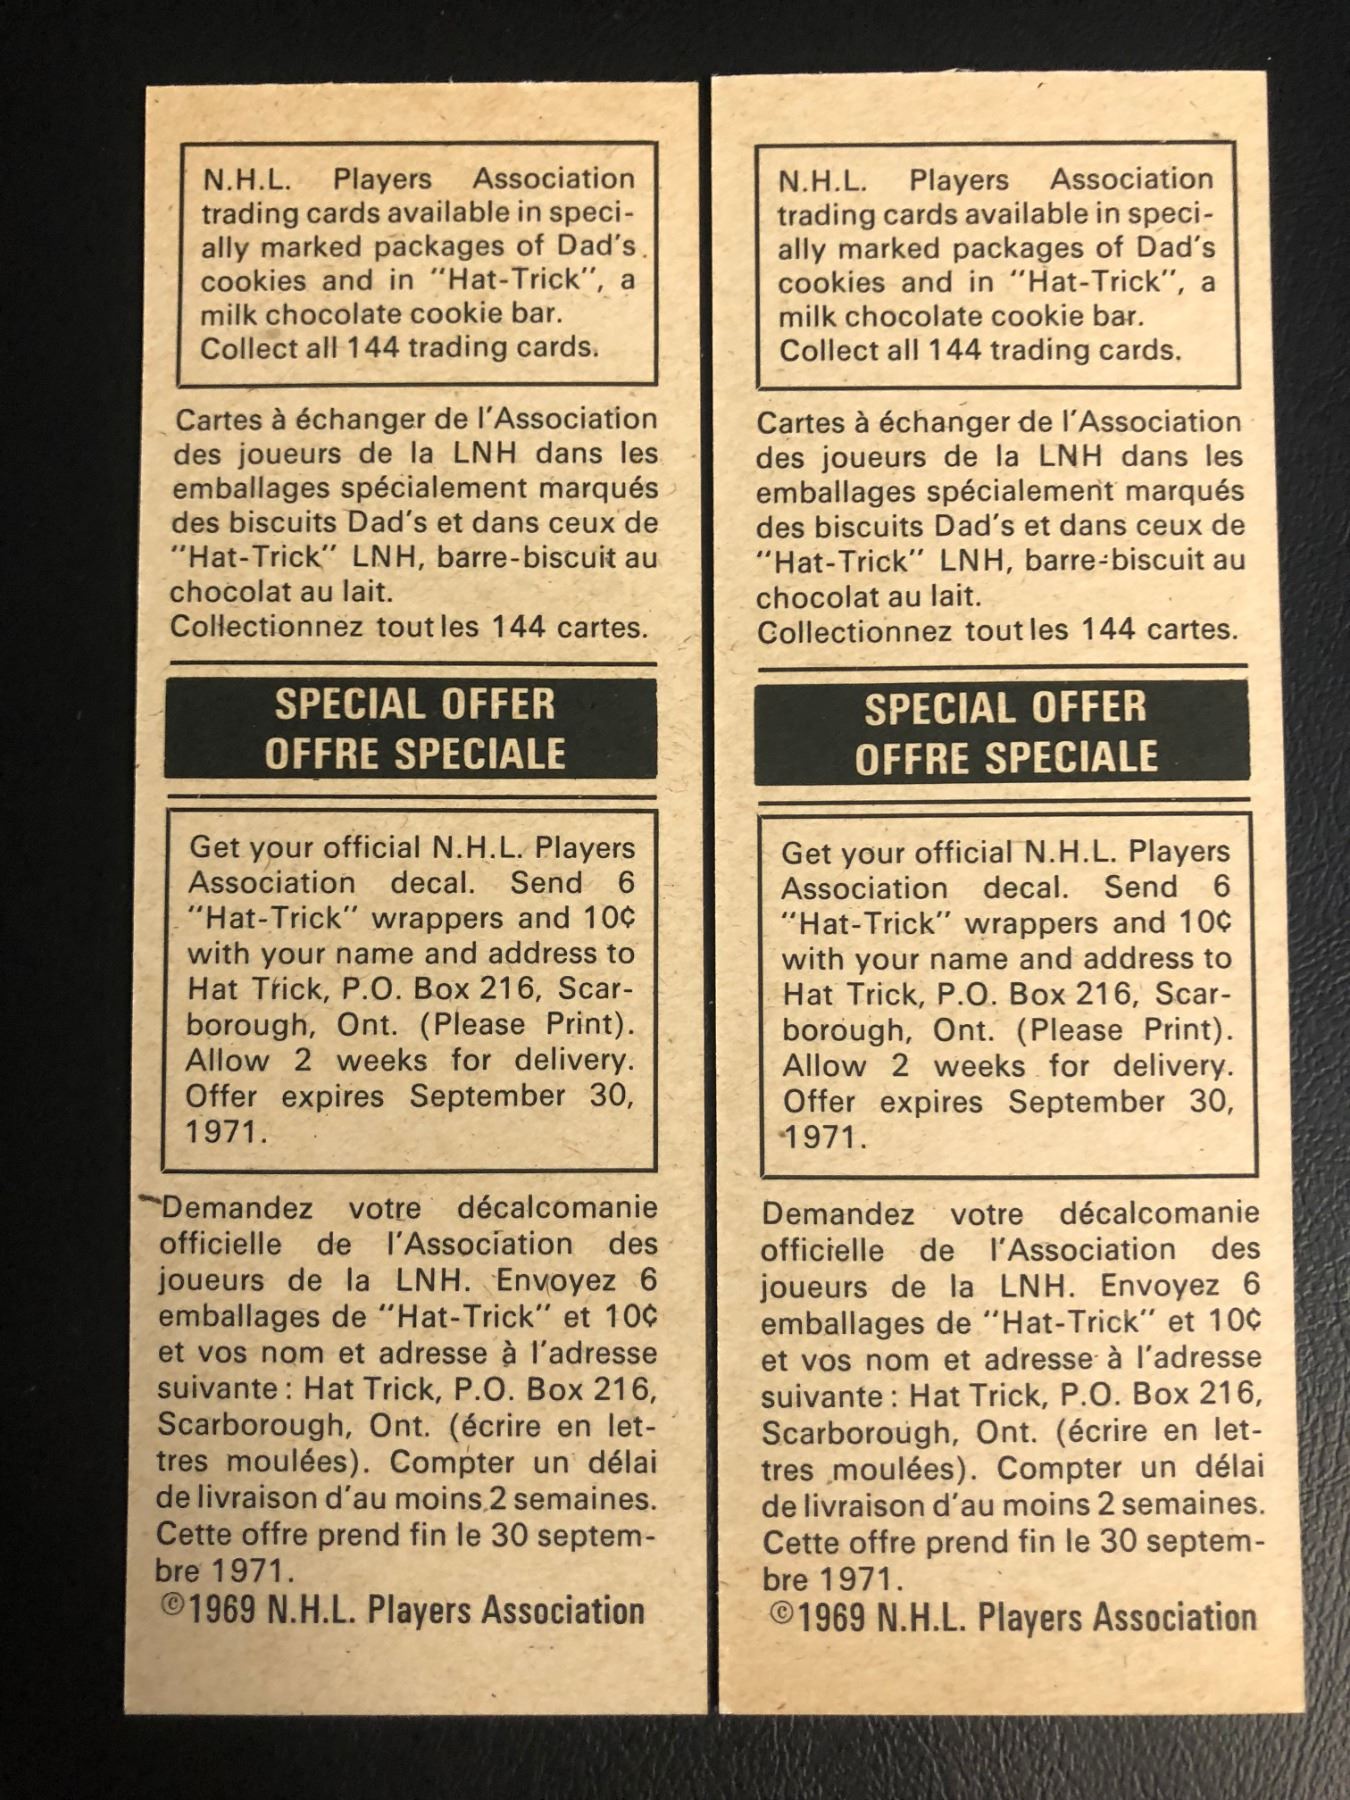 N.H.L. Players Association
trading cards available in speci-
ally marked packages of Dad's
cookies and in "Hat-Trick", a
milk chocolate cookie bar.
Collect all 144 trading cards.
Cartes à échanger de l'Association
des joueurs de la LNH dans les
emballages spécialement marqués
des biscuits Dad's et dans ceux de
"Hat-Trick" LNH, barre-biscuit au
chocolat au lait.
Collectionnez tout les 144 cartes.
SPECIAL OFFER
OFFRE SPECIALE
Get your official N.H.L. Players
Association decal. Send 6
"Hat-Trick" wrappers and 10¢
with your name and address to
Hat Trick, P.O. Box 216, Scar-
borough, Ont. (Please Print).
Allow 2 weeks for delivery.
Offer expires September 30,
1971.
Demandez votre décalcomanie
officielle de l'Association des
joueurs de la LNH. Envoyez 6
emballages de "Hat-Trick" et 10¢
et vos nom et adresse à l'adresse
suivante : Hat Trick, P.O. Box 216,
Scarborough, Ont. (écrire en let-
tres moulées). Compter un délai
de livraison d'au moins 2 semaines.
Cette offre prend fin le 30 septem-
bre 1971.
©1969 N.H.L. Players Association
N.H.L. Players Association
trading cards available in speci-
ally marked packages of Dad's
cookies and in "Hat-Trick", a
milk chocolate cookie bar.
Collect all 144 trading cards.
Cartes à échanger de l'Association
des joueurs de la LNH dans les
emballages spécialement marqués
des biscuits Dad's et dans ceux de
"Hat-Trick" LNH, barre-biscuit au
chocolat au lait.
Collectionnez tout les 144 cartes.
SPECIAL OFFER
OFFRE SPECIALE
Get your official N.H.L. Players
Association decal. Send 6
"Hat-Trick" wrappers and 10¢
with your name and address to
Hat Trick, P.O. Box 216, Scar-
borough, Ont. (Please Print).
Allow 2 weeks for delivery.
Offer expires September 30,
1971.
Demandez votre décalcomanie
officielle de l'Association des
joueurs de la LNH. Envoyez 6
emballages de "Hat-Trick" et 10¢
et vos nom et adresse à l'adresse
suivante : Hat Trick, P.O. Box 216,
Scarborough, Ont. (écrire en let-
tres moulées). Compter un délai
de livraison d'au moins 2 semaines.
Cette offre prend fin le 30 septem-
bre 1971.
©1969 N.H.L. Players Association